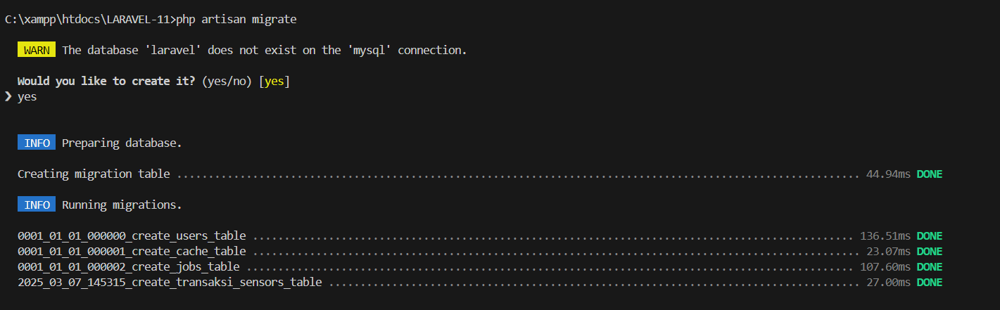 C:\xampp\htdocs\LARAVEL-11>php artisan migrate
WARN The database 'laravel' does not exist on the 'mysql' connection.
Would you like to create it? (yes/no) [yes]
❯ yes
INFO Preparing database.
Creating migration table ............................................................................................................ 44.94ms DONE
INFO Running migrations.
0001_01_01_000000_create_users_table ............................................................................................... 136.51ms DONE
0001_01_01_000001_create_cache_table ................................................................................................ 23.07ms DONE
0001_01_01_000002_create_jobs_table ................................................................................................ 107.60ms DONE
2025_03_07_145315_create_transaksi_sensors_table .................................................................................... 27.00ms DONE